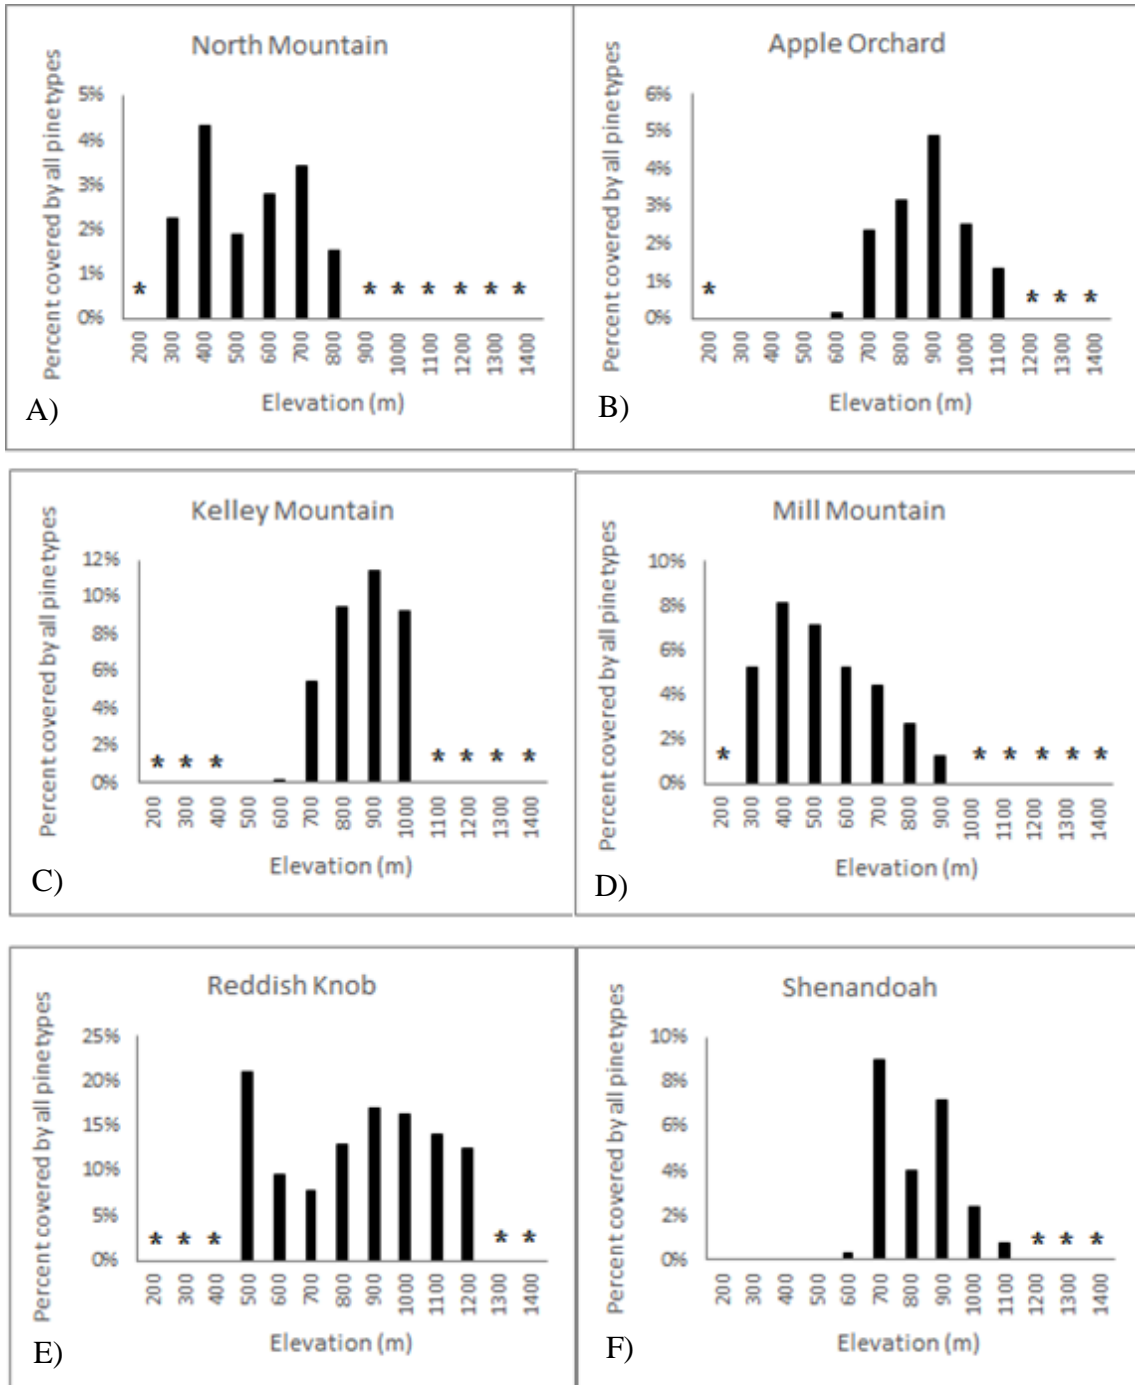 North Mountain
Percent covered by all pine types
5%
4%
3%
2%
1%
0%
* * * * * * *
200 300 400 500 600 700 800 900 1000 1100 1200 1300 1400
Elevation (m)
A)
Apple Orchard
Percent covered by all pine types
6%
5%
4%
3%
2%
1%
0%
* * * *
200 300 400 500 600 700 800 900 1000 1100 1200 1300 1400
Elevation (m)
B)
Kelley Mountain
Percent covered by all pine types
12%
10%
8%
6%
4%
2%
0%
* * * * * * *
200 300 400 500 600 700 800 900 1000 1100 1200 1300 1400
Elevation (m)
C)
Mill Mountain
Percent covered by all pine types
10%
8%
6%
4%
2%
0%
* * * * * *
200 300 400 500 600 700 800 900 1000 1100 1200 1300 1400
Elevation (m)
D)
Reddish Knob
Percent covered by all pine types
25%
20%
15%
10%
5%
0%
* * * * *
200 300 400 500 600 700 800 900 1000 1100 1200 1300 1400
Elevation (m)
E)
Shenandoah
Percent covered by all pine types
10%
8%
6%
4%
2%
0%
* * *
200 300 400 500 600 700 800 900 1000 1100 1200 1300 1400
Elevation (m)
F)